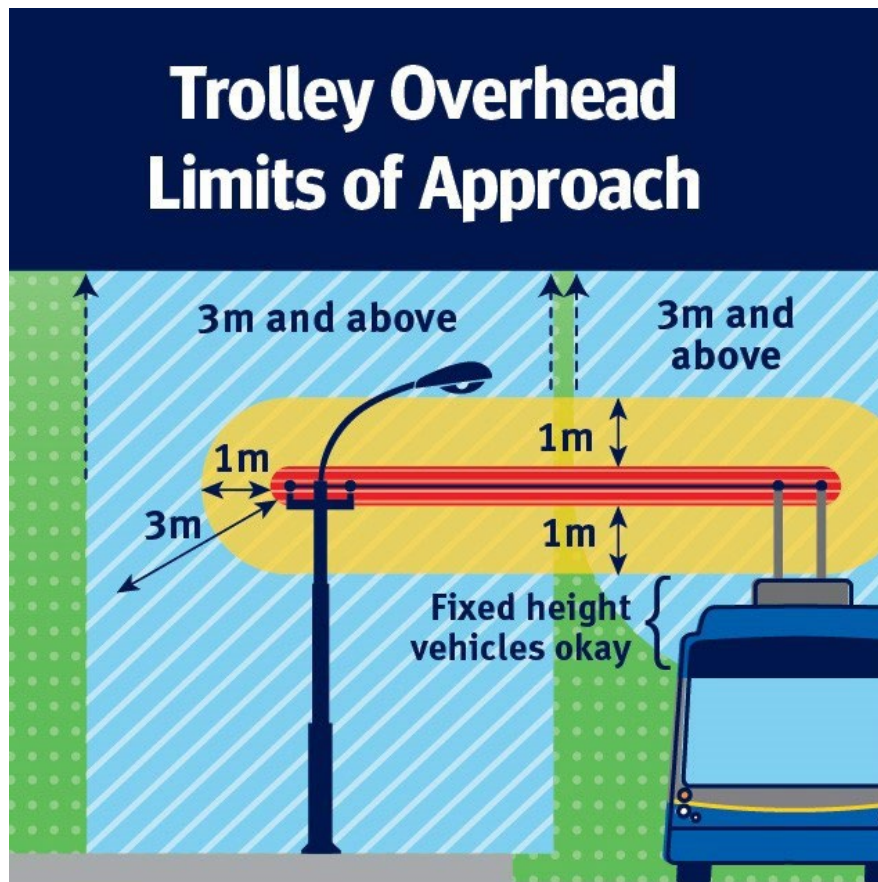 Trolley Overhead
Limits of Approach
3m and above
3m and
above
1m
1m
3m
1m
Fixed height
vehicles okay